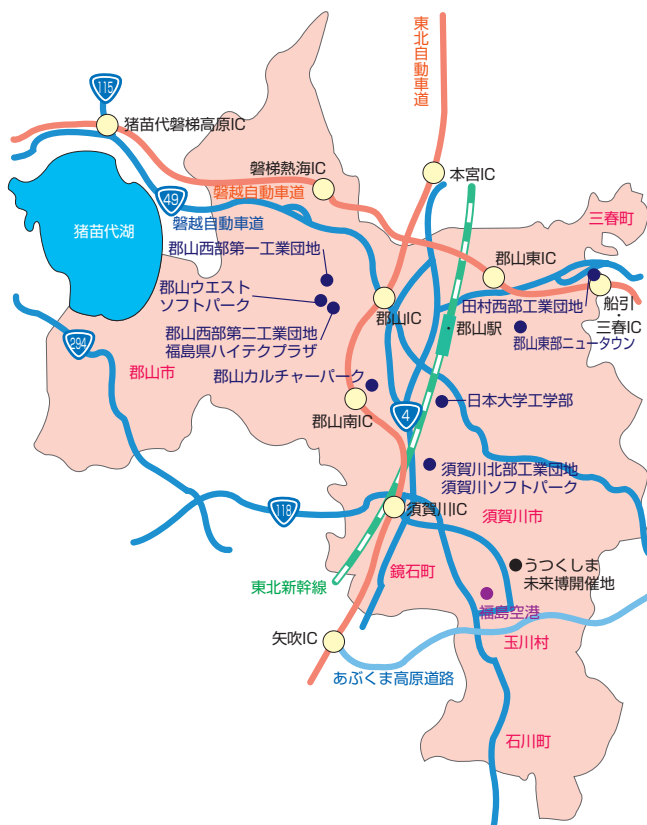 東北自動車道
115
猪苗代磐梯高原IC
磐梯熱海IC
本宮IC
49
磐越自動車道
磐越自動車道
三春町
猪苗代湖
郡山西部第一工業団地
郡山東IC
郡山ウエスト
ソフトパーク
郡山IC
田村西部工業団地
船引
・
三春IC
郡山西部第二工業団地
福島県ハイテクプラザ
郡山駅
郡山東部ニュータウン
294
郡山市
郡山カルチャーパーク
日本大学工学部
郡山南IC
4
須賀川北部工業団地
須賀川ソフトパーク
118
須賀川IC
須賀川市
うつくしま
未来博開催地
東北新幹線
鏡石町
福島空港
矢吹IC
玉川村
あぶくま高原道路
石川町